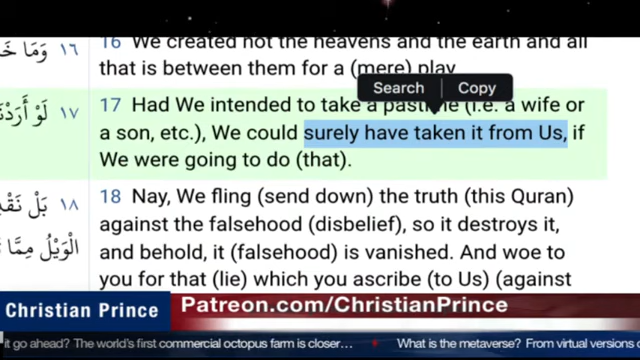 16 We created not the heavens and the earth and all
١٦ وَمَا
that is between them for a (mere) play.
Search Copy
17 Had We intended to take a pastime (i.e. a wife or
١٧ لَوْ
a son, etc.), We could surely have taken it from Us, if
We were going to do (that).
18 Nay, We fling (send down) the truth (this Quran)
١٨ بَلْ
against the falsehood (disbelief), so it destroys it,
and behold, it (falsehood) is vanished. And woe to
الْوَيْلُ مِمَّا
you for that (lie) which you ascribe (to Us) (against
Christian Prince
Patreon.com/ChristianPrince
it go ahead? The world's first commercial octopus farm is closer... • What is the metaverse? From virtual versions